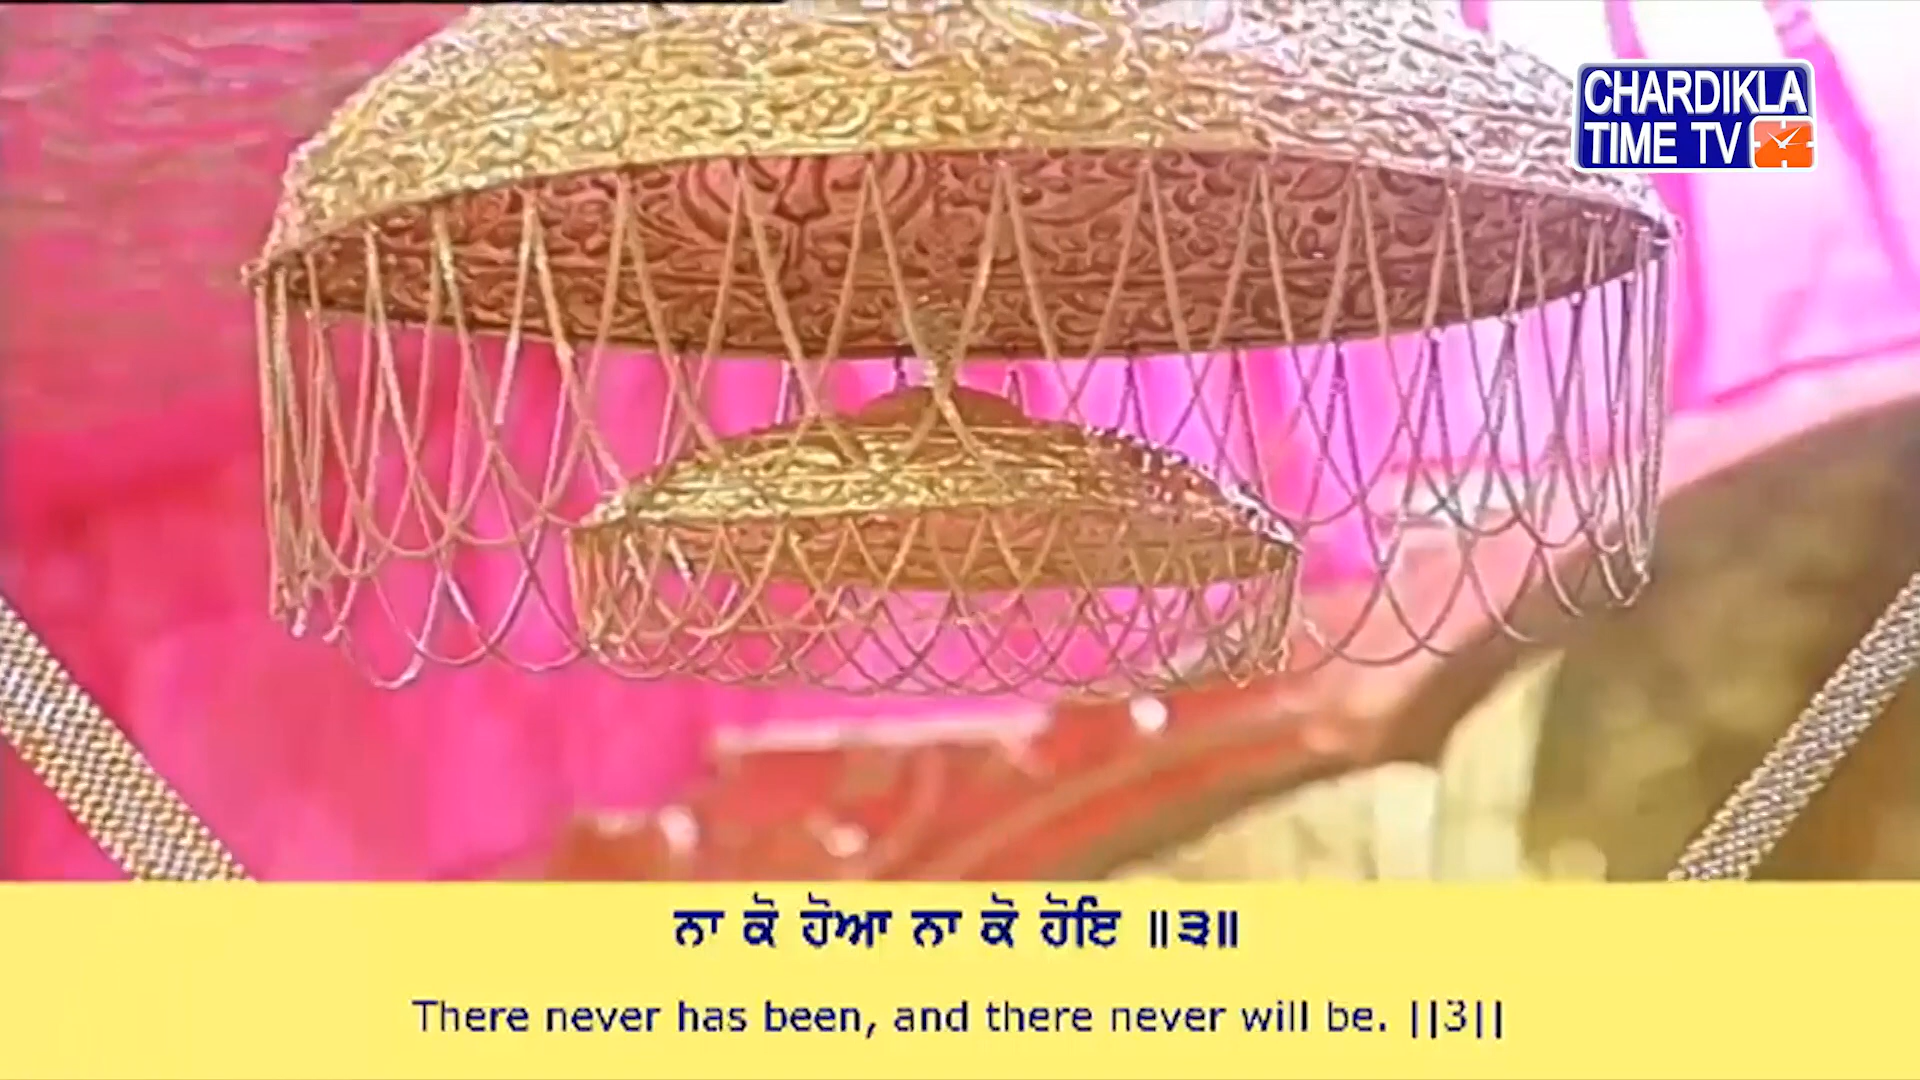 CHARDIKLA
TIME TV
ਨਾ ਕੋ ਹੋਆ ਨਾ ਕੋ ਹੋਇ ॥੩॥
There never has been, and there never will be. ||3||